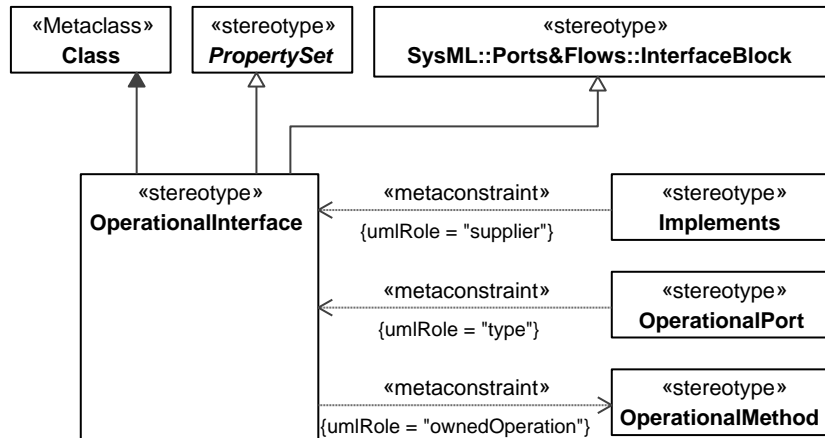 «Metaclass»
Class
«stereotype»
PropertySet
«stereotype»
SysML::Ports&Flows::InterfaceBlock
«stereotype»
OperationalInterface
«metaconstraint»
{umlRole = "supplier"}
«stereotype»
Implements
«metaconstraint»
{umlRole = "type"}
«stereotype»
OperationalPort
«metaconstraint»
{umlRole = "ownedOperation"}
«stereotype»
OperationalMethod